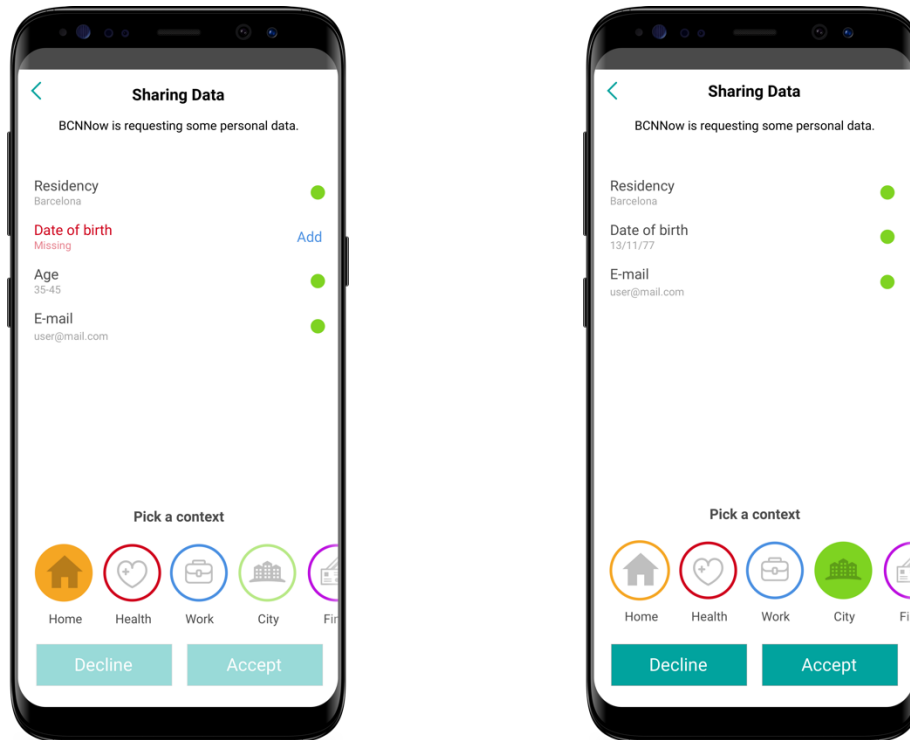 Sharing Data
BCNNow is requesting some personal data.
Residency
Barcelona
Date of birth
Missing
Add
Age
35-45
E-mail
user@mail.com
Pick a context
Home
Health
Work
City
Fir
Decline
Accept
Sharing Data
BCNNow is requesting some personal data.
Residency
Barcelona
Date of birth
13/11/77
E-mail
user@mail.com
Pick a context
Home
Health
Work
City
Fi
Decline
Accept